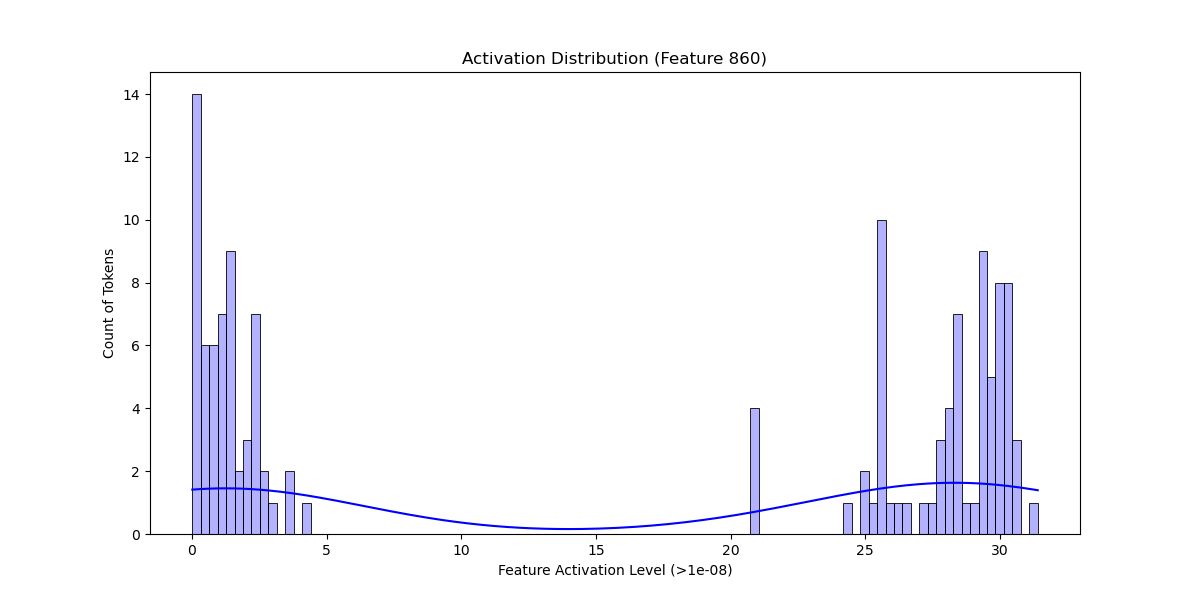 Activation Distribution (Feature 860)
14
12
10
8
6
4
2
0
Count of Tokens
0 5 10 15 20 25 30
Feature Activation Level (>1e-08)